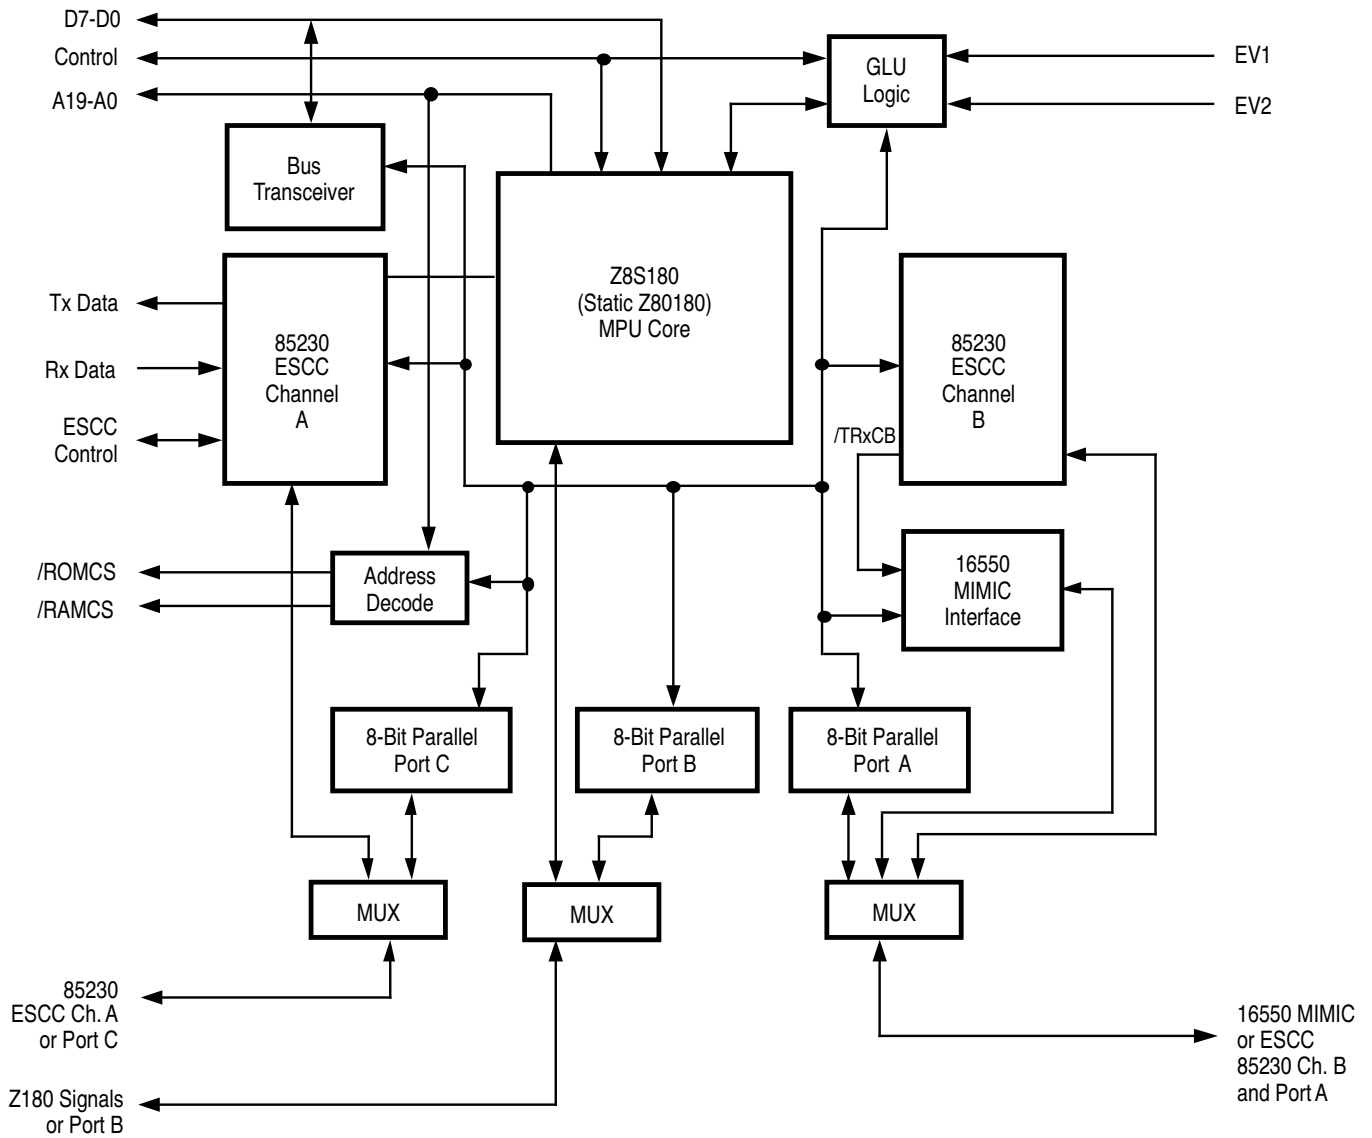 D7-D0
Control
A19-A0
GLU
Logic
EV1
EV2
Bus
Transceiver
Z8S180
(Static Z80180)
MPU Core
Tx Data
Rx Data
ESCC
Control
85230
ESCC
Channel
A
85230
ESCC
Channel
B
/TRxCB
/ROMCS
/RAMCS
Address
Decode
16550
MIMIC
Interface
8-Bit Parallel
Port C
8-Bit Parallel
Port B
8-Bit Parallel
Port A
MUX
MUX
MUX
85230
ESCC Ch. A
or Port C
16550 MIMIC
or ESCC
85230 Ch. B
and Port A
Z180 Signals
or Port B